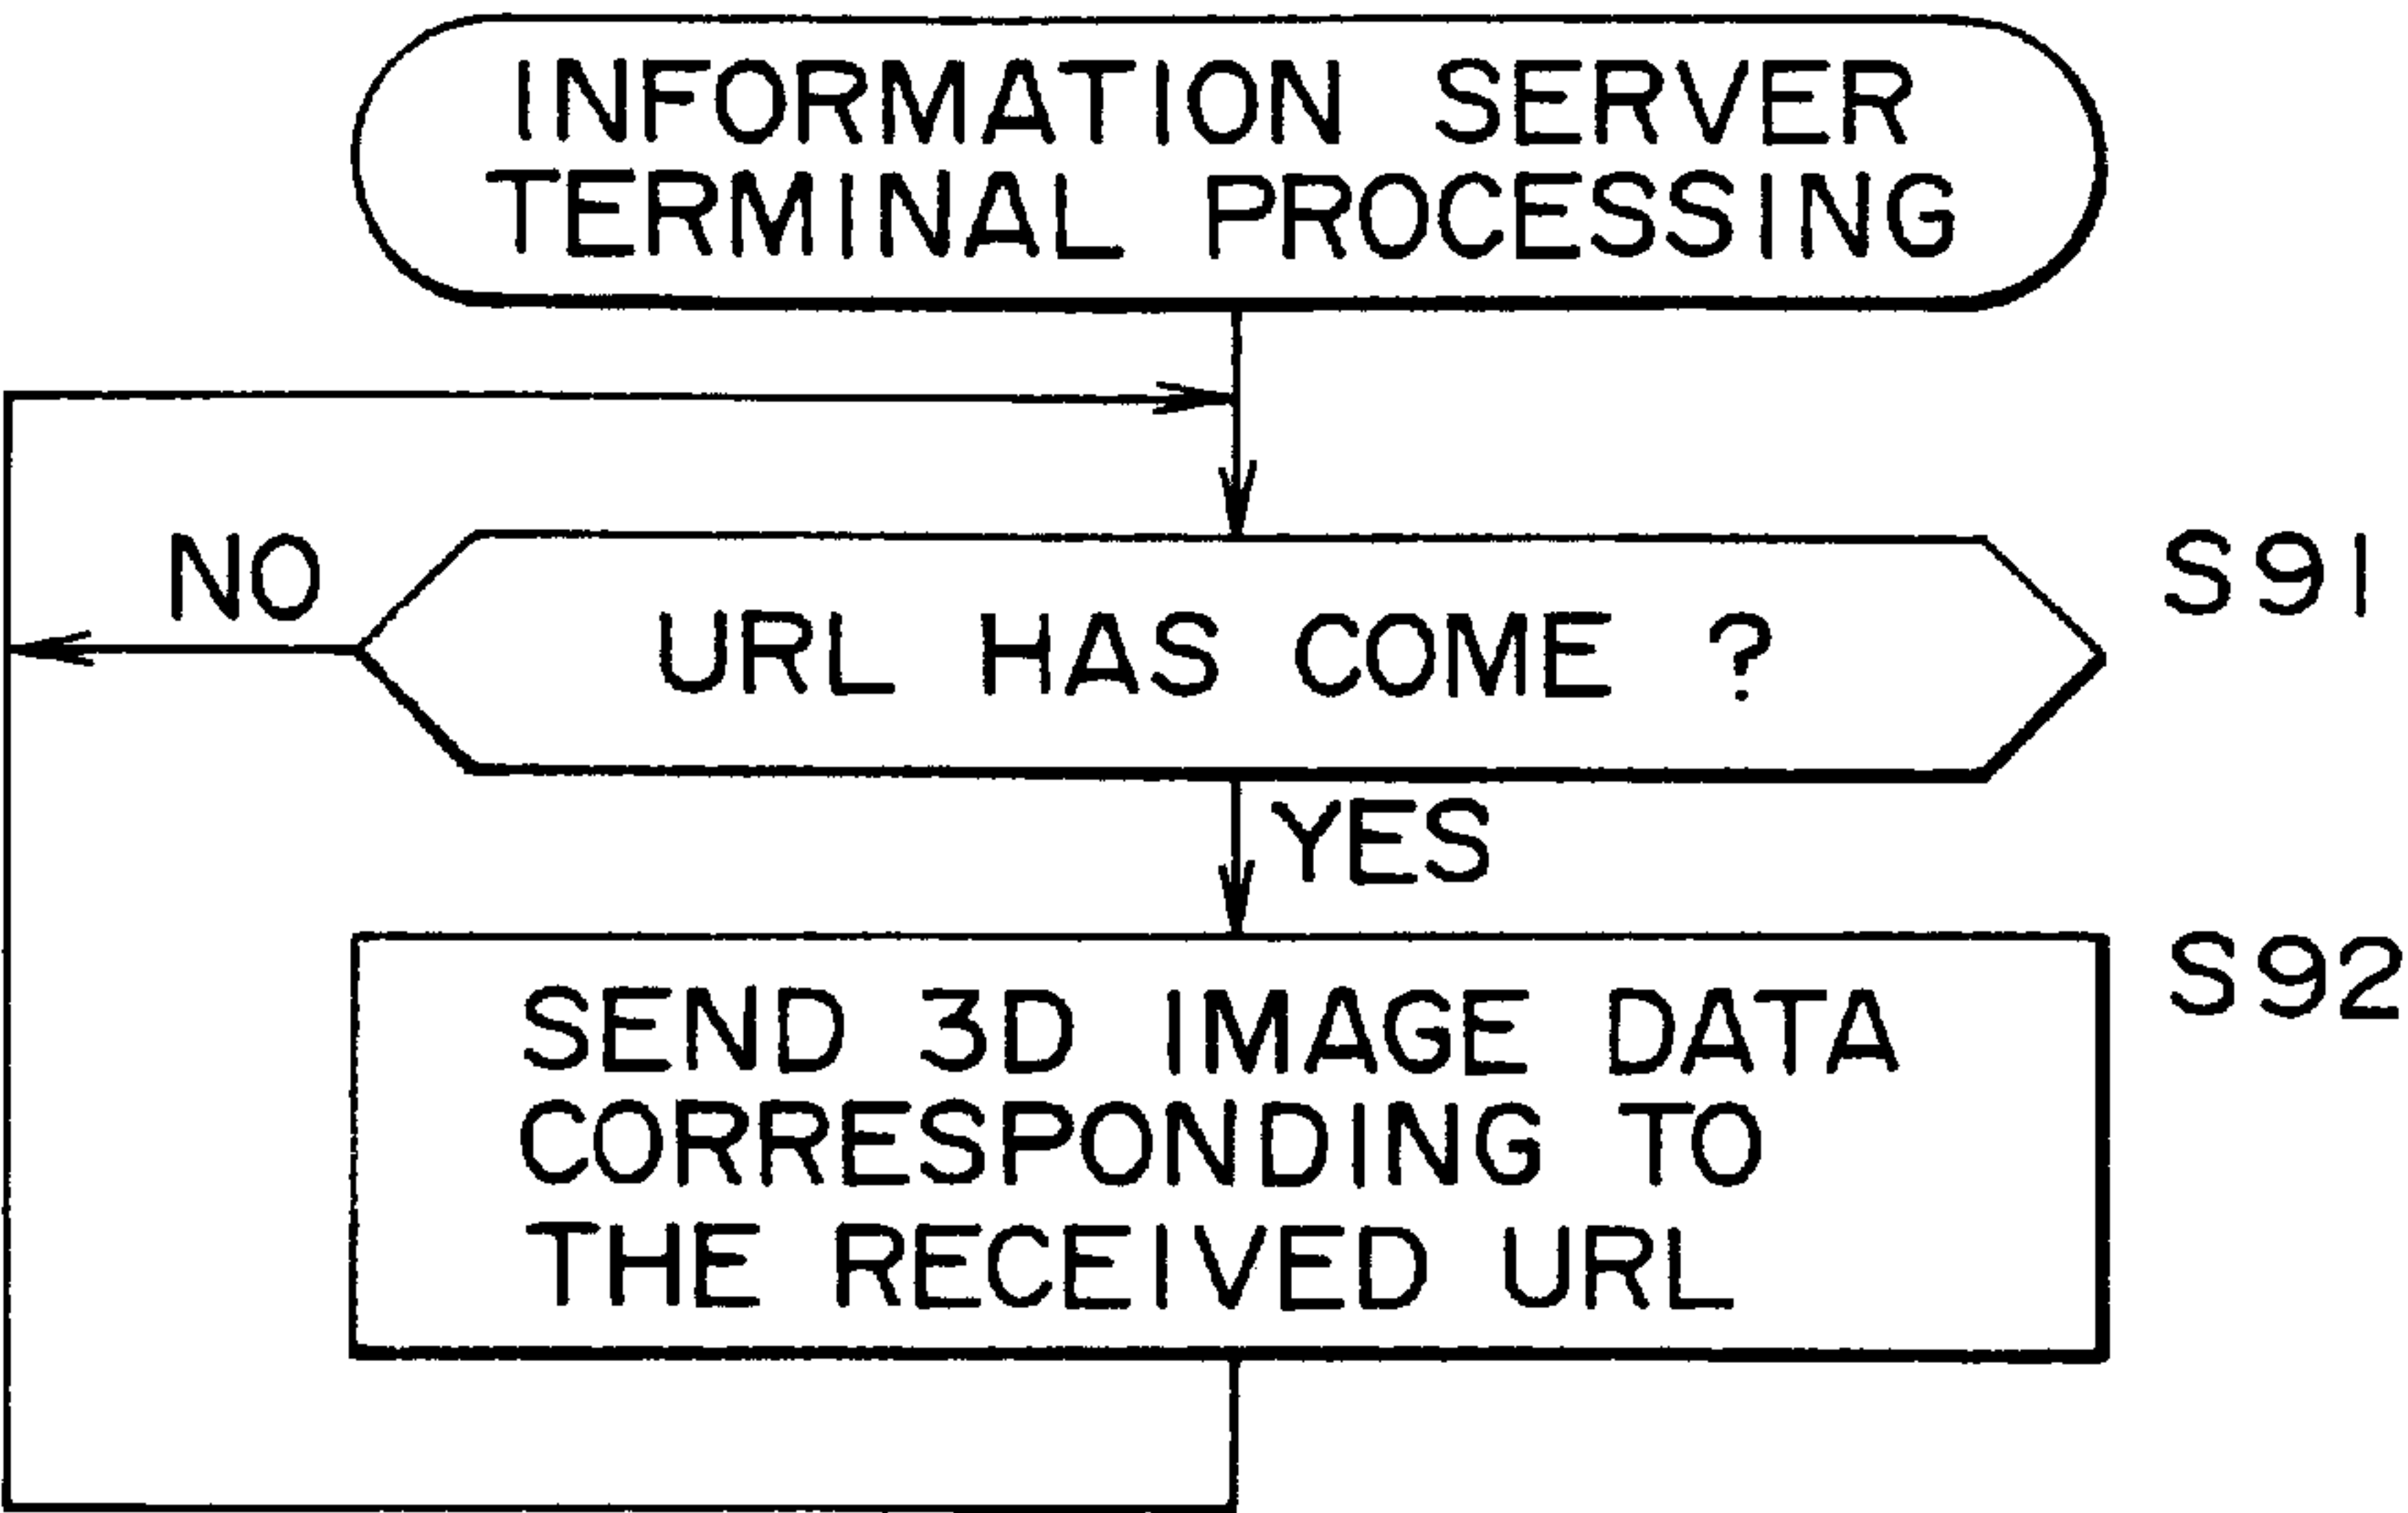 INFORMATION SERVER
TERMINAL PROCESSING
NO
S91
URL HAS COME ?
YES
S92
SEND 3D IMAGE DATA
CORRESPONDING TO
THE RECEIVED URL